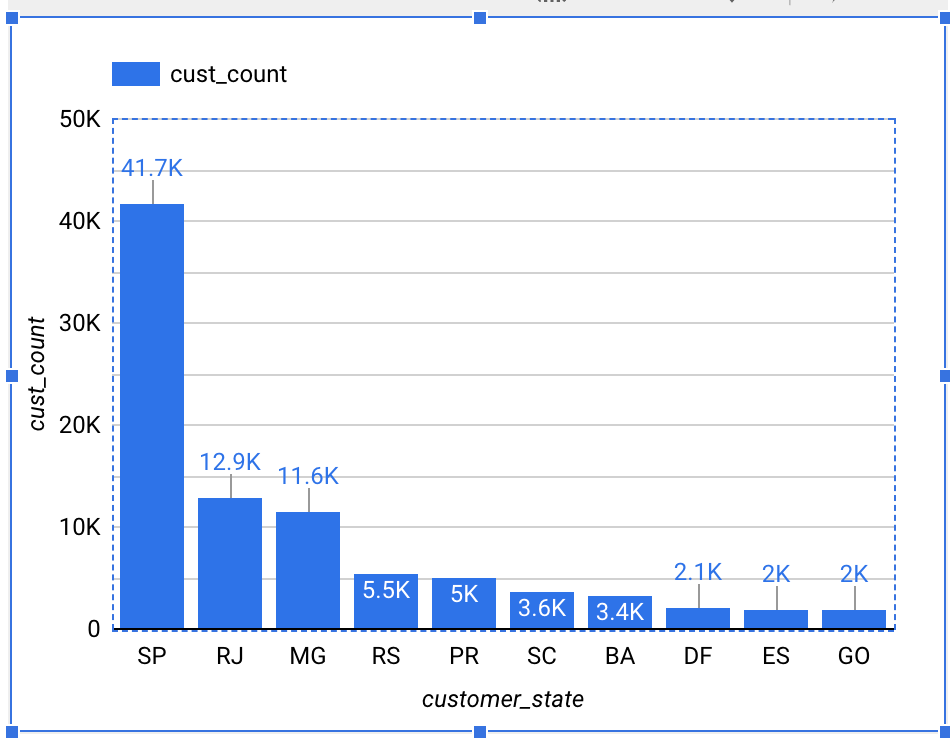 cust_count
50K
41.7K
40K
30K
cust_count
20K
12.9K
11.6K
10K
5.5K
5K
3.6K
3.4K
2.1K
2K
2K
0
SP RJ MG RS PR SC BA DF ES GO
customer_state